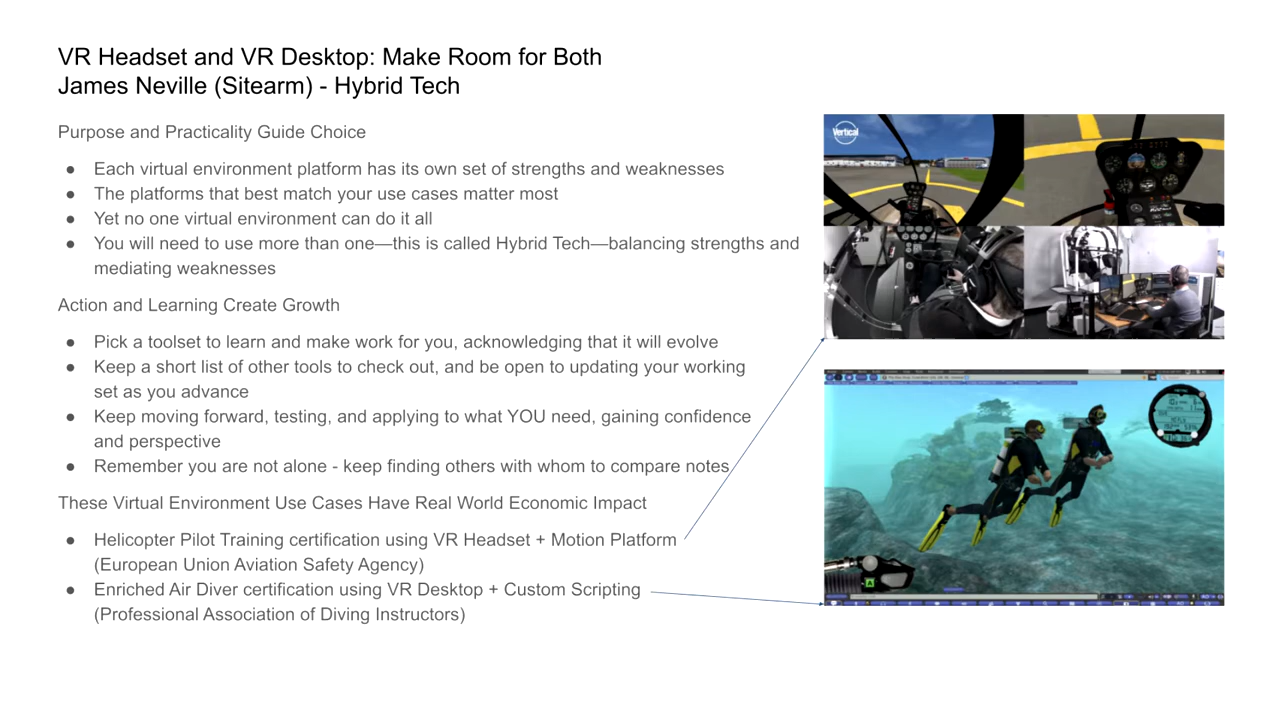 VR Headset and VR Desktop: Make Room for Both
James Neville (Sitearm) - Hybrid Tech
Purpose and Practicality Guide Choice
● Each virtual environment platform has its own set of strengths and weaknesses
● The platforms that best match your use cases matter most
● Yet no one virtual environment can do it all
● You will need to use more than one—this is called Hybrid Tech—balancing strengths and
mediating weaknesses
Action and Learning Create Growth
● Pick a toolset to learn and make work for you, acknowledging that it will evolve
● Keep a short list of other tools to check out, and be open to updating your working
set as you advance
● Keep moving forward, testing, and applying to what YOU need, gaining confidence
and perspective
● Remember you are not alone - keep finding others with whom to compare notes
These Virtual Environment Use Cases Have Real World Economic Impact
● Helicopter Pilot Training certification using VR Headset + Motion Platform
(European Union Aviation Safety Agency)
● Enriched Air Diver certification using VR Desktop + Custom Scripting
(Professional Association of Diving Instructors)
Vertical
A